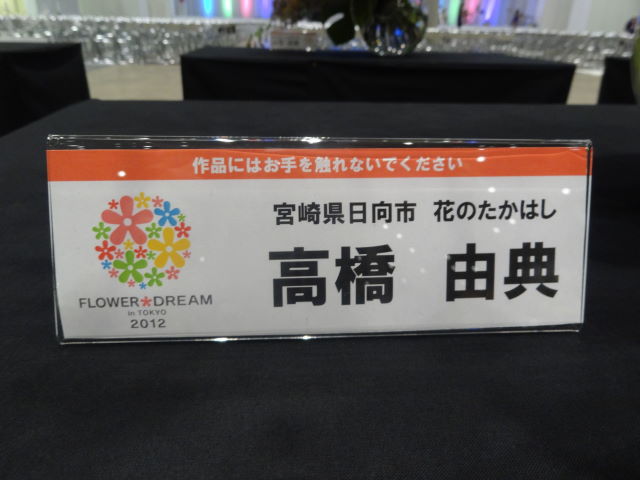 作品にはお手を触れないでください
宮崎県日向市 花のたかはし
高橋 由典
FLOWER*DREAM
in TOKYO
2012